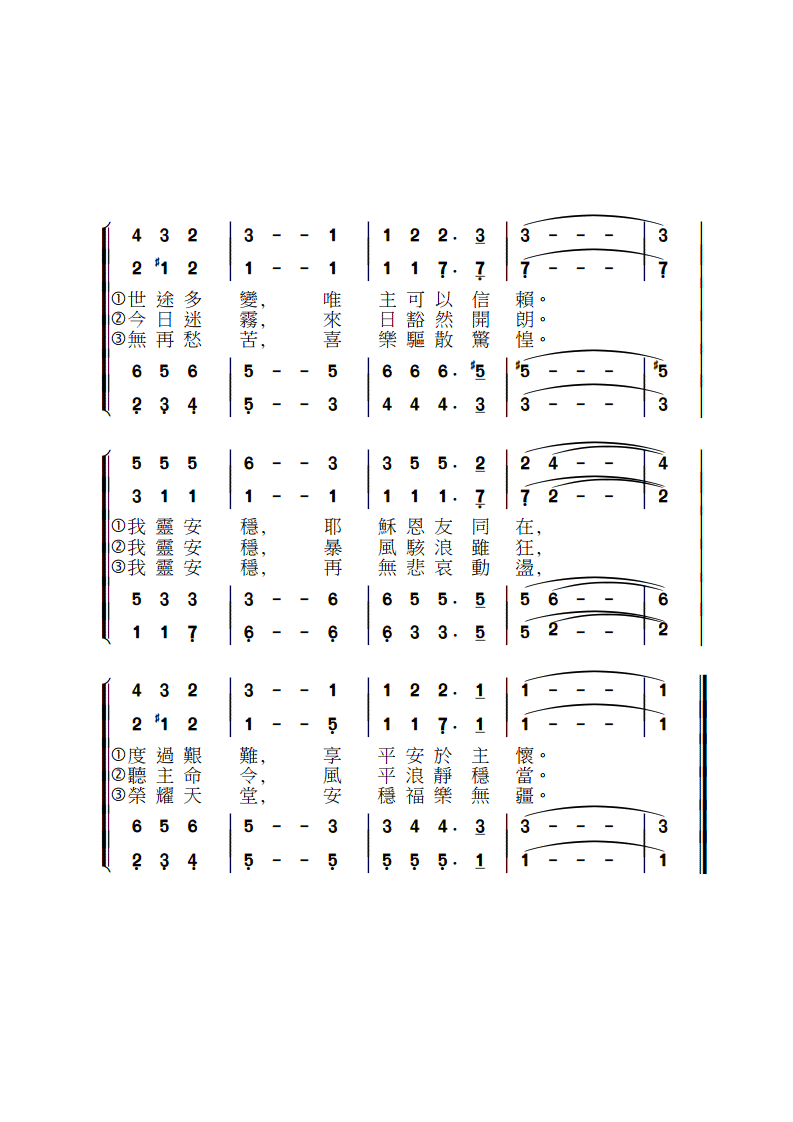 4 3 2 | 3 - - 1 | 1 2 2. 3 | 3 - - - | 3
2 ♯1 2 | 1 - - 1 | 1 1 7. 7 | 7 - - - | 7
①世途多變，唯主可以信賴。
②今日迷霧，來日豁然開朗。
③無再愁苦，喜樂驅散驚惶。
6 5 6 | 5 - - 5 | 6 6 6. ♯5 | ♯5 - - - | ♯5
2 3 4 | 5 - - 3 | 4 4 4. 3 | 3 - - - | 3
5 5 5 | 6 - - 3 | 3 5 5. 2 | 2 4 - - | 4
3 1 1 | 1 - - 1 | 1 1 1. 7 | 7 2 - - | 2
①我靈安穩，耶穌恩友同在，
②我靈安穩，暴風駭浪雖狂，
③我靈安穩，再無悲哀動盪，
5 3 3 | 3 - - 6 | 6 5 5. 5 | 5 6 - - | 6
1 1 7 | 6 - - 6 | 6 3 3. 5 | 5 2 - - | 2
4 3 2 | 3 - - 1 | 1 2 2. 1 | 1 - - - | 1
2 ♯1 2 | 1 - - 5 | 1 1 7. 1 | 1 - - - | 1
①度過艱難，享平安於主懷。
②聽主命令，風平浪靜穩當。
③榮耀天堂，安穩福樂無疆。
6 5 6 | 5 - - 3 | 3 4 4. 3 | 3 - - - | 3
2 3 4 | 5 - - 5 | 5 5 5. 1 | 1 - - - | 1